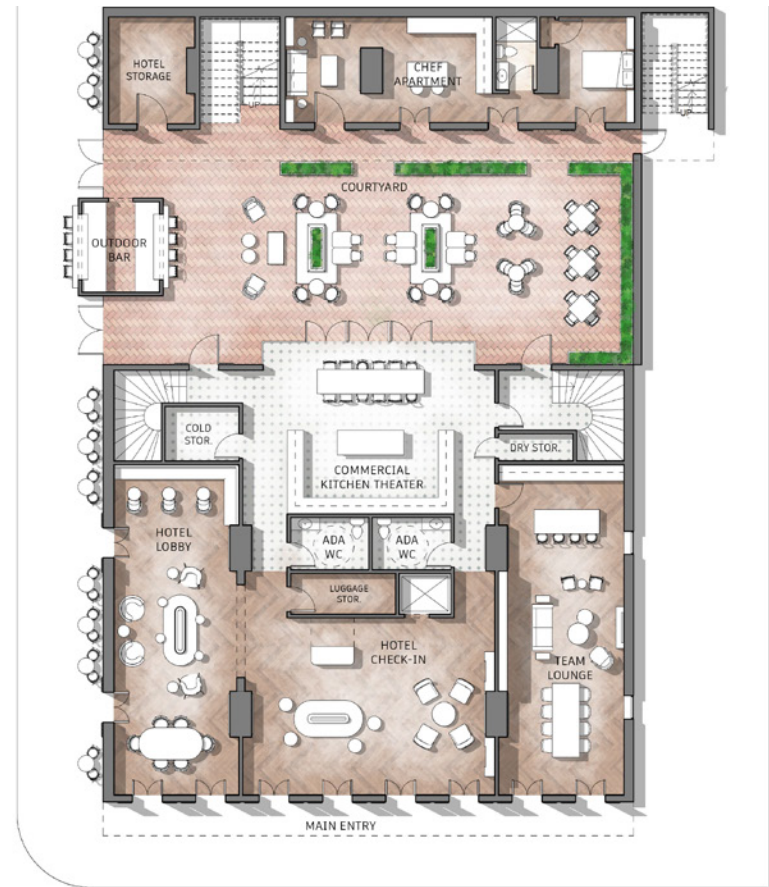 HOTEL
STORAGE
UP
CHEF
APARTMENT
UP
COURTYARD
OUTDOOR
BAR
COLD
STOR.
DRY STOR.
COMMERCIAL
KITCHEN THEATER
HOTEL
LOBBY
ADA
WC
ADA
WC
LUGGAGE
STOR.
HOTEL
CHECK-IN
TEAM
LOUNGE
MAIN ENTRY